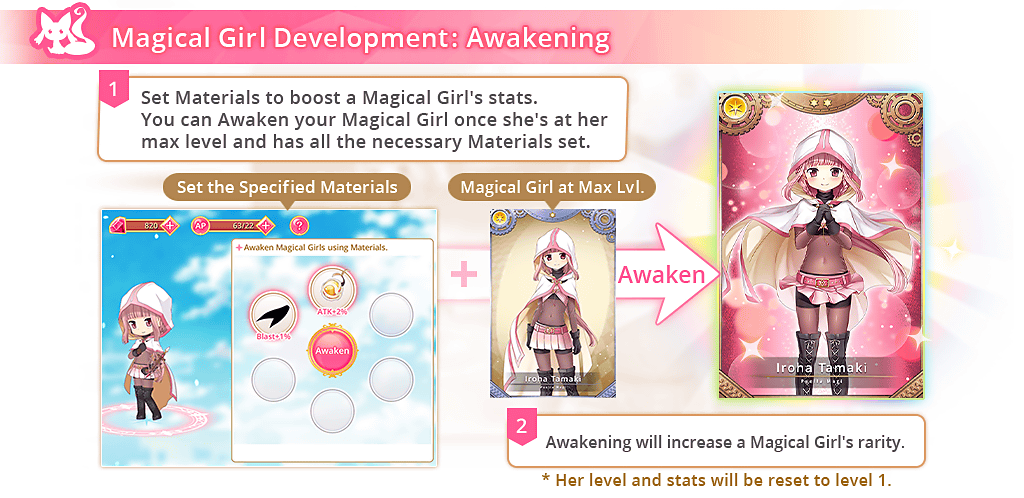 Magical Girl Development: Awakening
1
Set Materials to boost a Magical Girl's stats.
You can Awaken your Magical Girl once she's at her
max level and has all the necessary Materials set.
Set the Specified Materials
Magical Girl at Max Lvl.
820
AP
63/22
?
+Awaken Magical Girls using Materials.
ATK+2%
Blast+1%
Awaken
+
Iroha Tamaki
Puella Magi
Awaken
Iroha Tamaki
Puella Magi
2
Awakening will increase a Magical Girl's rarity.
* Her level and stats will be reset to level 1.